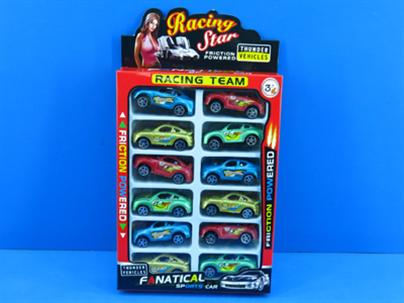 Racing
Star
FRICTION
POWERED
THUNDER
VEHICLES
RACING TEAM
3+
FRICTION POWERED
FRICTION POWERED
THUNDER
VEHICLES
FANATICAL
SPORTS CAR